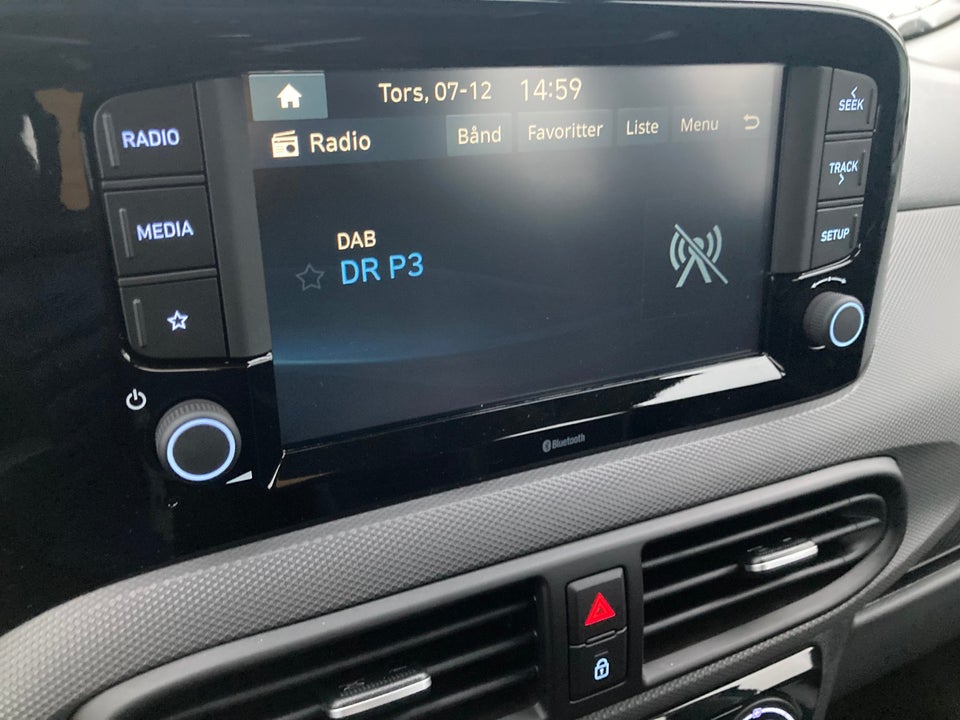 Tors, 07-12 14:59
Radio Bånd Favoritter Liste Menu
DAB
DR P3
RADIO
MEDIA
SEEK
TRACK
SETUP
Bluetooth